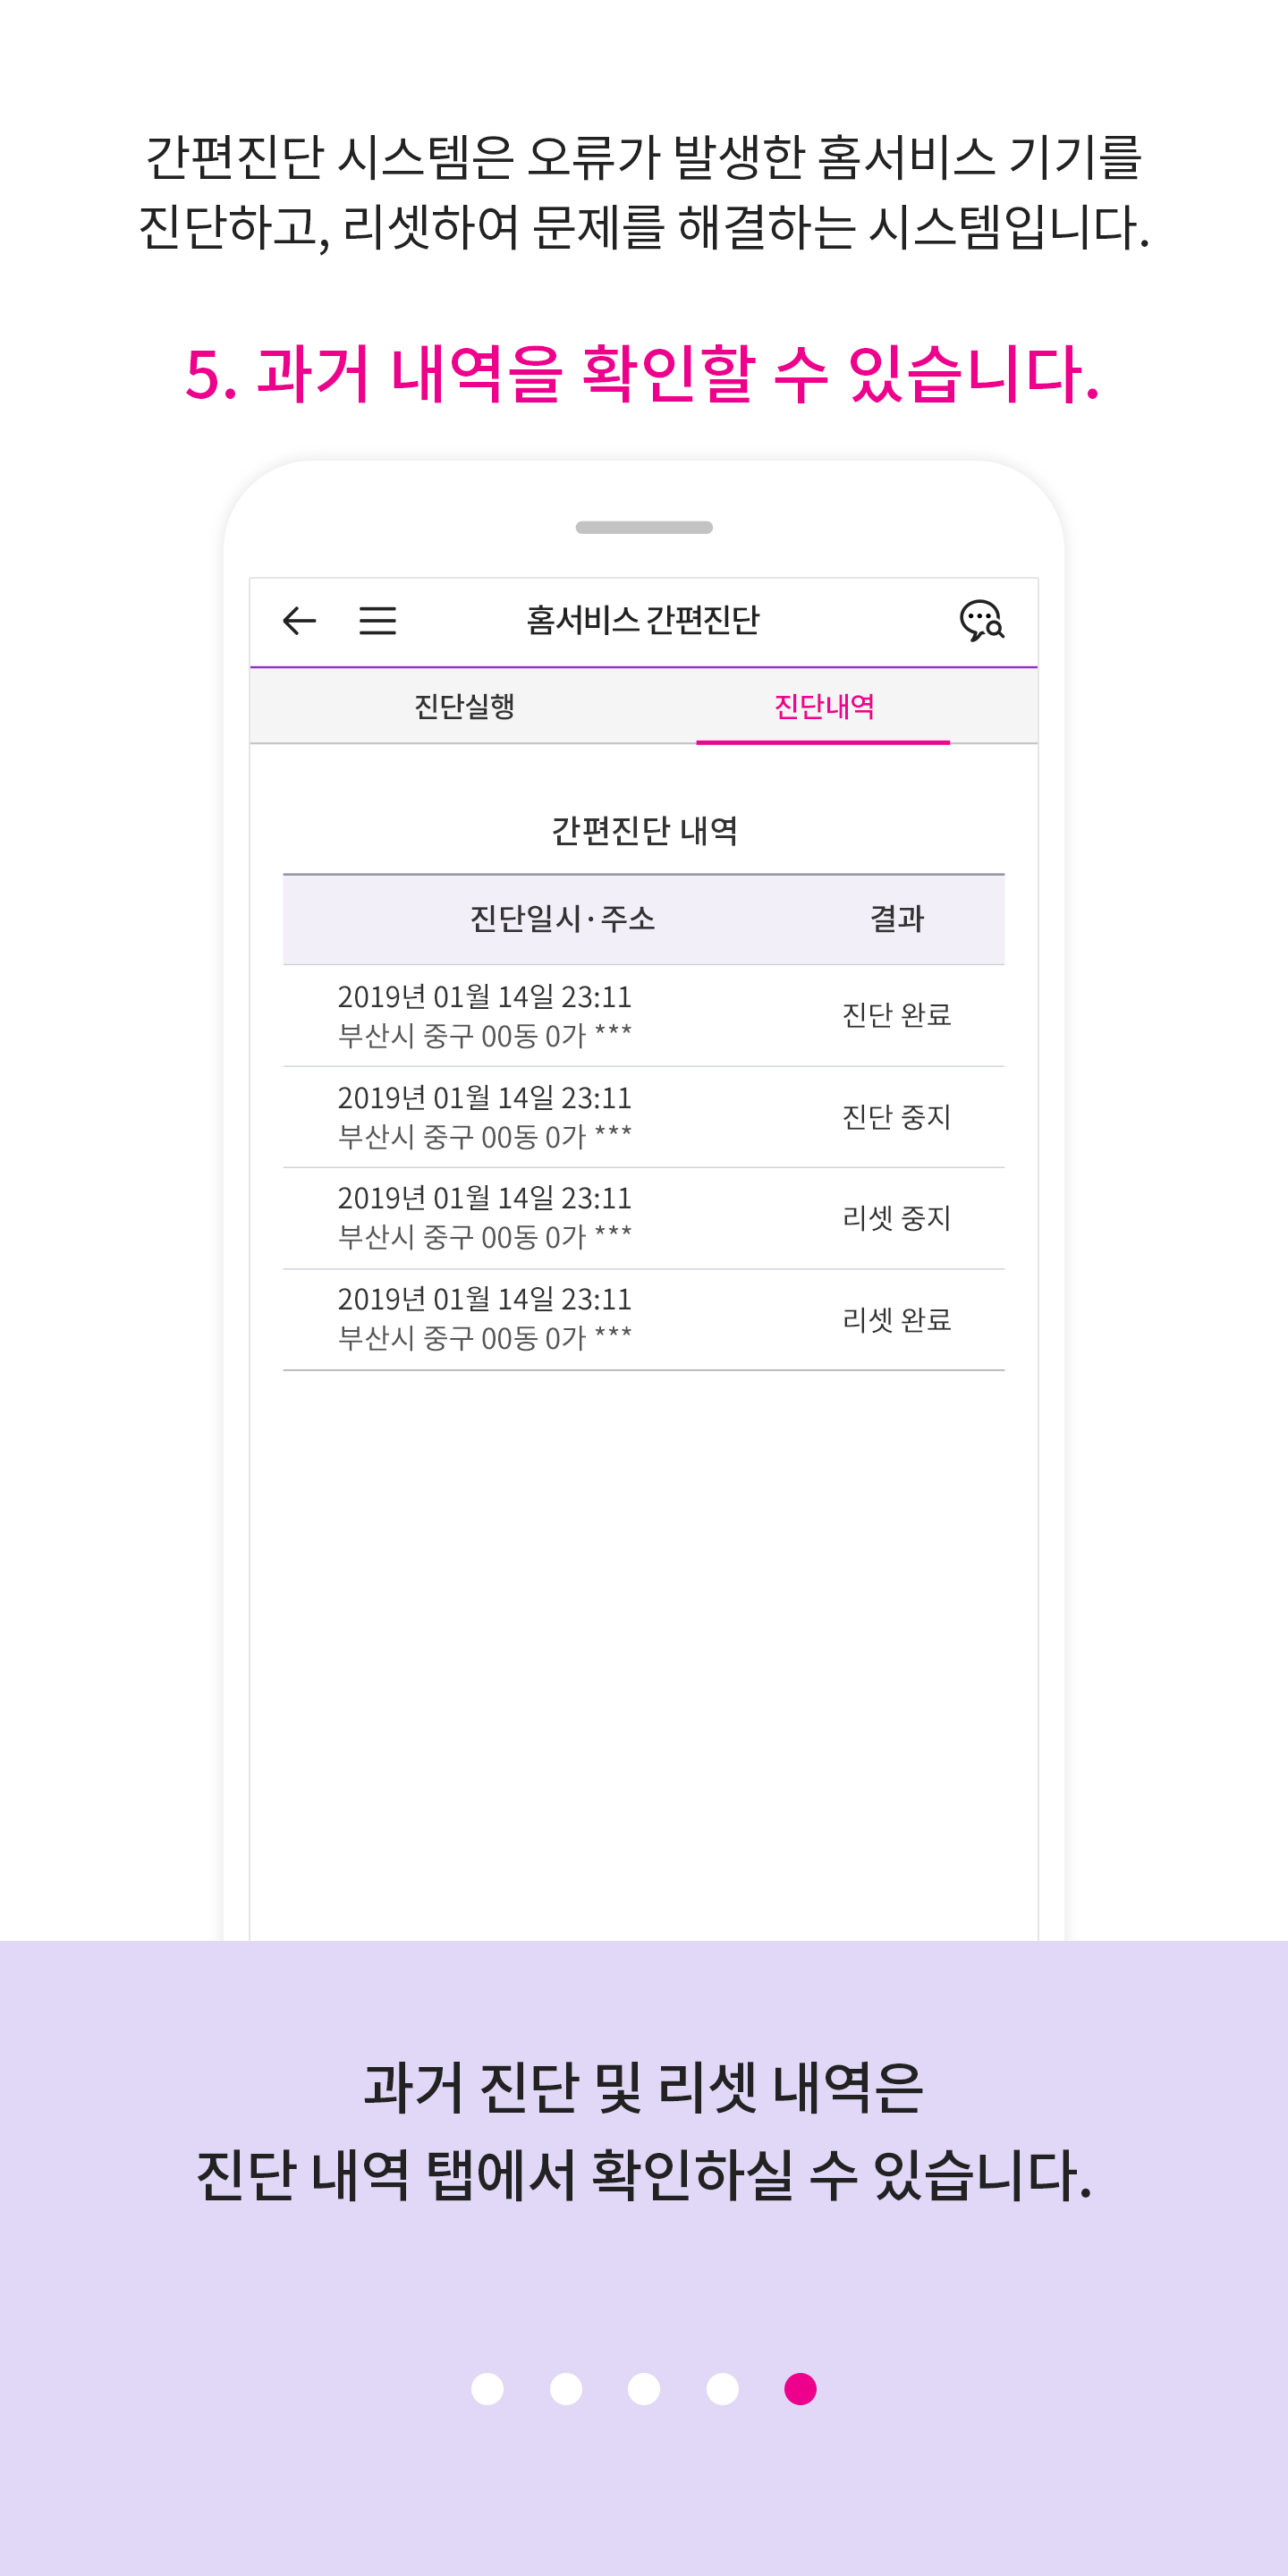 간편진단 시스템은 오류가 발생한 홈서비스 기기를
진단하고, 리셋하여 문제를 해결하는 시스템입니다.
5. 과거 내역을 확인할 수 있습니다.
홈서비스 간편진단
진단실행 진단내역
간편진단 내역
진단일시·주소 결과
2019년 01월 14일 23:11
부산시 중구 00동 0가 ***
진단 완료
2019년 01월 14일 23:11
부산시 중구 00동 0가 ***
진단 중지
2019년 01월 14일 23:11
부산시 중구 00동 0가 ***
리셋 중지
2019년 01월 14일 23:11
부산시 중구 00동 0가 ***
리셋 완료
과거 진단 및 리셋 내역은
진단 내역 탭에서 확인하실 수 있습니다.